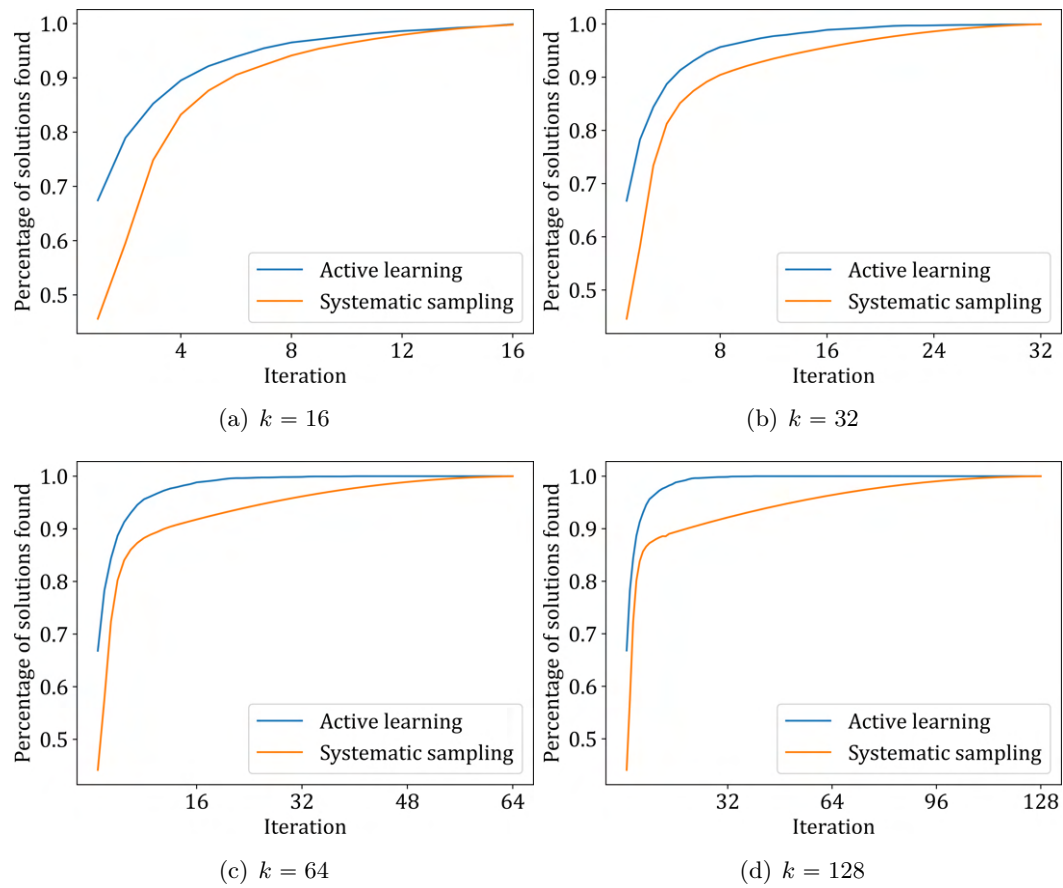 Percentage of solutions found
1.0
0.9
0.8
0.7
0.6
0.5
Active learning
Systematic sampling
4 8 12 16
Iteration
(a) k = 16
Percentage of solutions found
1.0
0.9
0.8
0.7
0.6
0.5
Active learning
Systematic sampling
8 16 24 32
Iteration
(b) k = 32
Percentage of solutions found
1.0
0.9
0.8
0.7
0.6
0.5
Active learning
Systematic sampling
16 32 48 64
Iteration
(c) k = 64
Percentage of solutions found
1.0
0.9
0.8
0.7
0.6
0.5
Active learning
Systematic sampling
32 64 96 128
Iteration
(d) k = 128